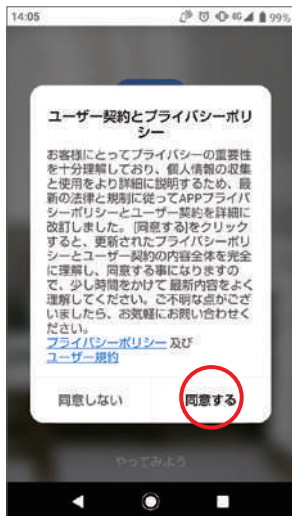 14:05
4G
99%
ユーザー契約とプライバシーポリ
シー
お客様にとってプライバシーの重要性
を十分理解しており、個人情報の収集
と使用をより詳細に説明するため、最
新の法律と規制に従ってAPPプライバ
シーポリシーとユーザー契約を詳細に
改訂しました。[同意する]をクリック
すると、更新されたプライバシーポリ
シーとユーザー契約の内容全体を完全
に理解し、同意する事になりますの
で、少し時間をかけて 最新内容をよく
理解してください。ご不明な点がござ
いましたら、お気軽にお問い合わせく
ださい。
プライバシーポリシー 及び
ユーザー規約
同意しない
同意する
やってみよう